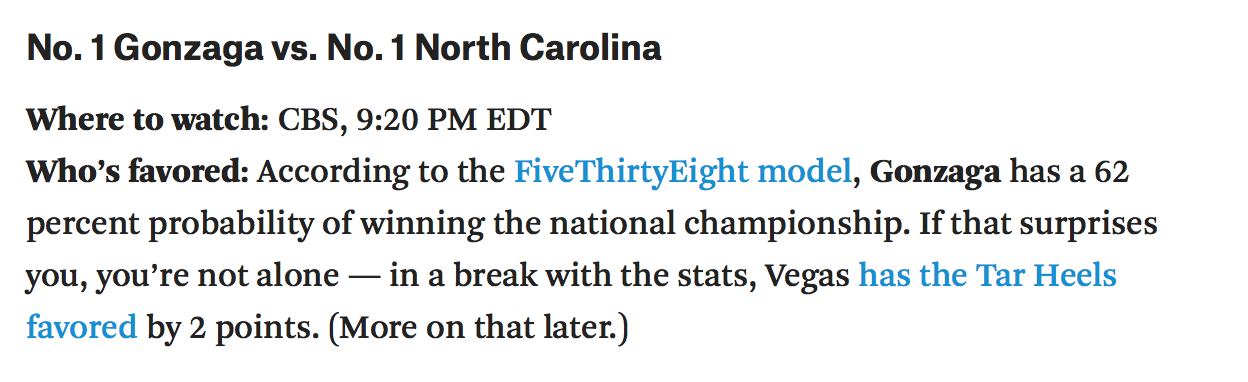 No. 1 Gonzaga vs. No. 1 North Carolina
Where to watch: CBS, 9:20 PM EDT
Who’s favored: According to the FiveThirtyEight model, Gonzaga has a 62
percent probability of winning the national championship. If that surprises
you, you’re not alone — in a break with the stats, Vegas has the Tar Heels
favored by 2 points. (More on that later.)